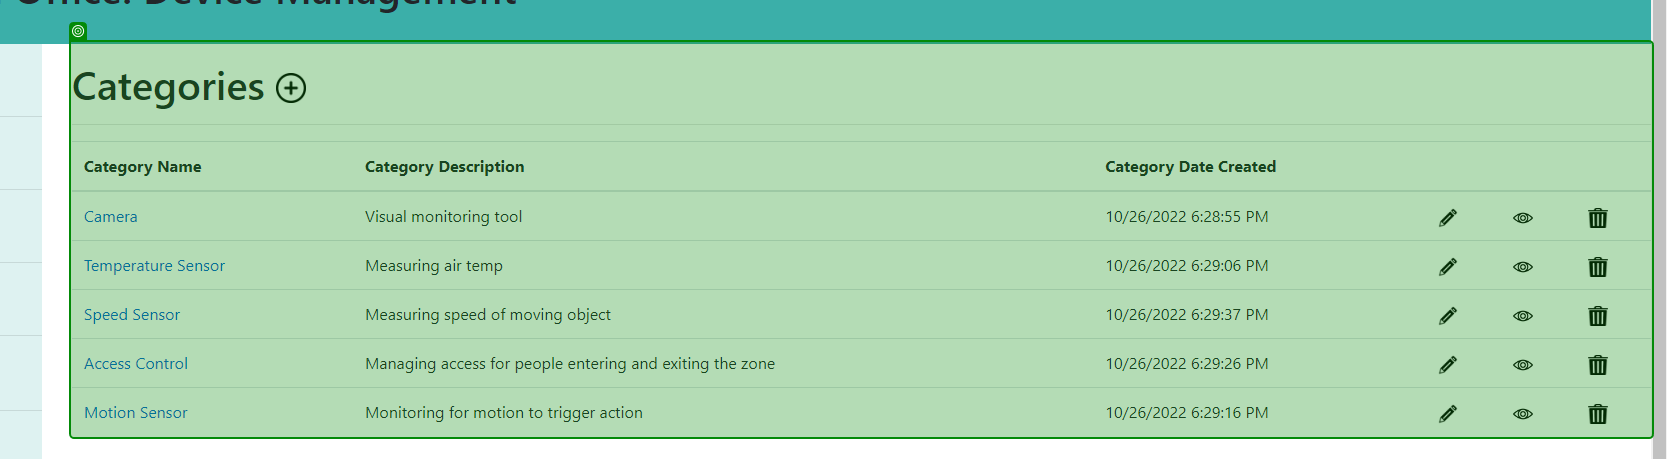 Office: Device Management
Categories
Category Name Category Description Category Date Created
Camera Visual monitoring tool 10/26/2022 6:28:55 PM
Temperature Sensor Measuring air temp 10/26/2022 6:29:06 PM
Speed Sensor Measuring speed of moving object 10/26/2022 6:29:37 PM
Access Control Managing access for people entering and exiting the zone 10/26/2022 6:29:26 PM
Motion Sensor Monitoring for motion to trigger action 10/26/2022 6:29:16 PM